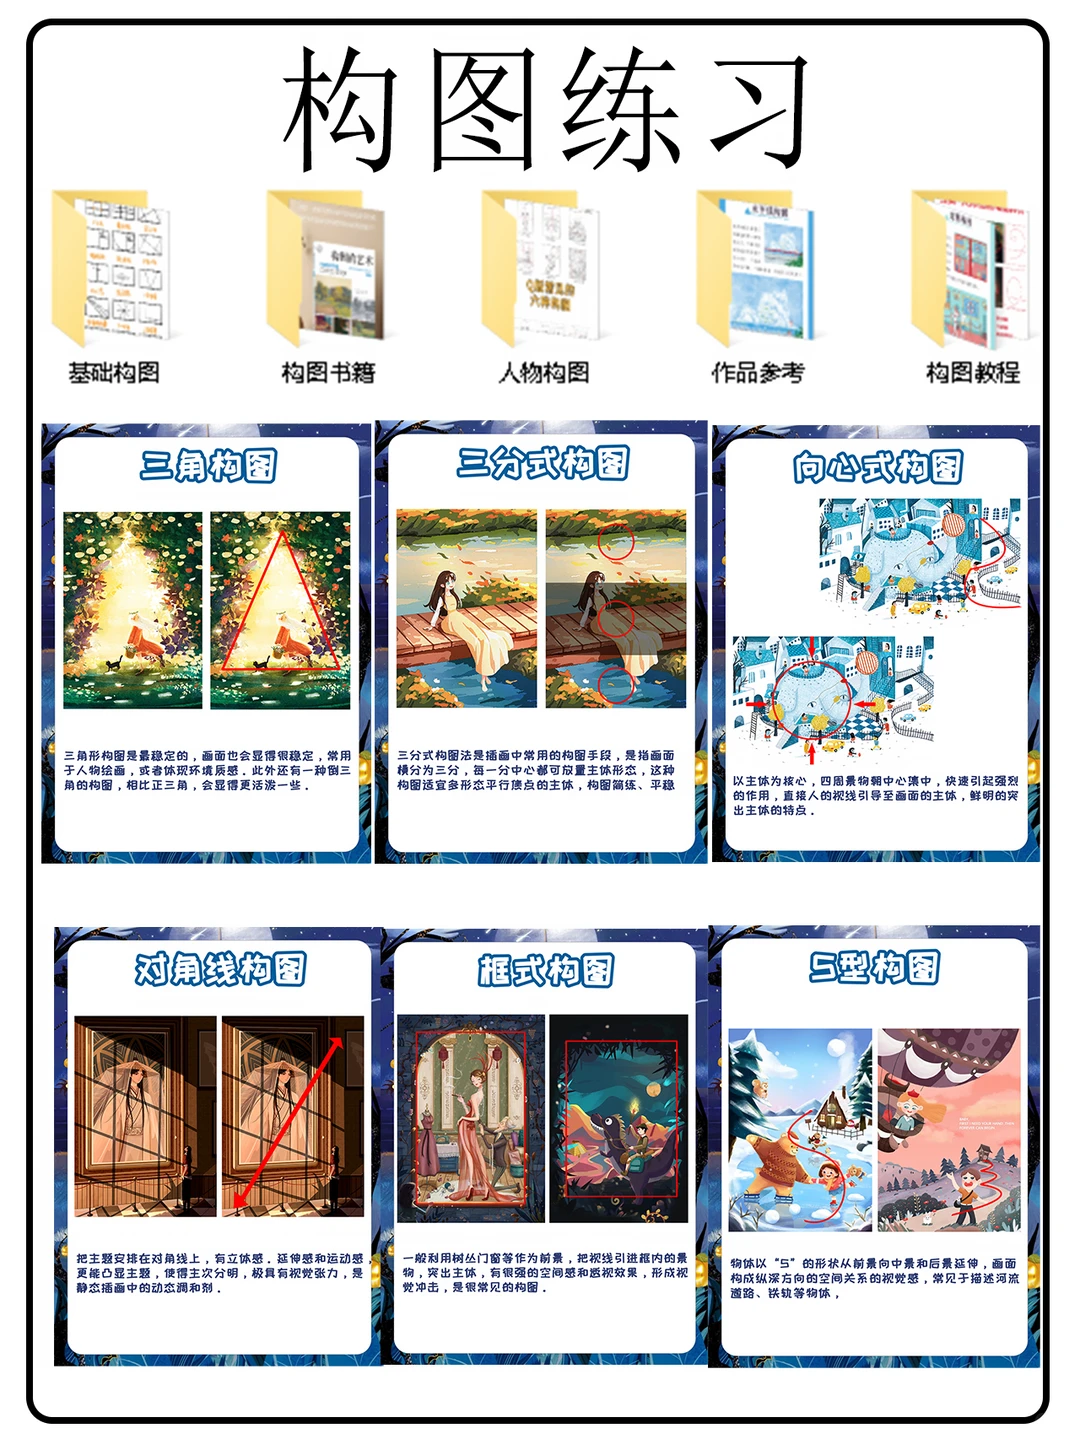 构图练习
基础构图
构图书籍
人物构图
作品参考
构图教程
三角构图
三角形构图是最稳定的，画面也会显得很稳定，常用
于人物绘画，或者体现环境质感．此外还有一种倒三
角的构图，相比正三角，会显得更活泼一些．
三分式构图
三分式构图法是插画中常用的构图手段，是指画面
横分为三分，每一分中心都可放置主体形态，这种
构图适宜多形态平行焦点的主体，构图简练、平稳
向心式构图
以主体为核心，四周景物朝中心集中，快速引起强烈
的作用，直接人的视线引导至画面的主体，鲜明的突
出主体的特点．
对角线构图
把主题安排在对角线上，有立体感．延伸感和运动感，
更能凸显主题，使得主次分明，极具有视觉张力，是
静态插画中的动态调和剂．
框式构图
一般利用树丛门窗等作为前景，把视线引进框内的景
物，突出主体，有很强的空间感和透视效果，形成视
觉冲击，是很常见的构图．
S型构图
物体以“S”的形状从前景向中景和后景延伸，画面
构成纵深方向的空间关系的视觉感，常见于描述河流
道路、铁轨等物体，